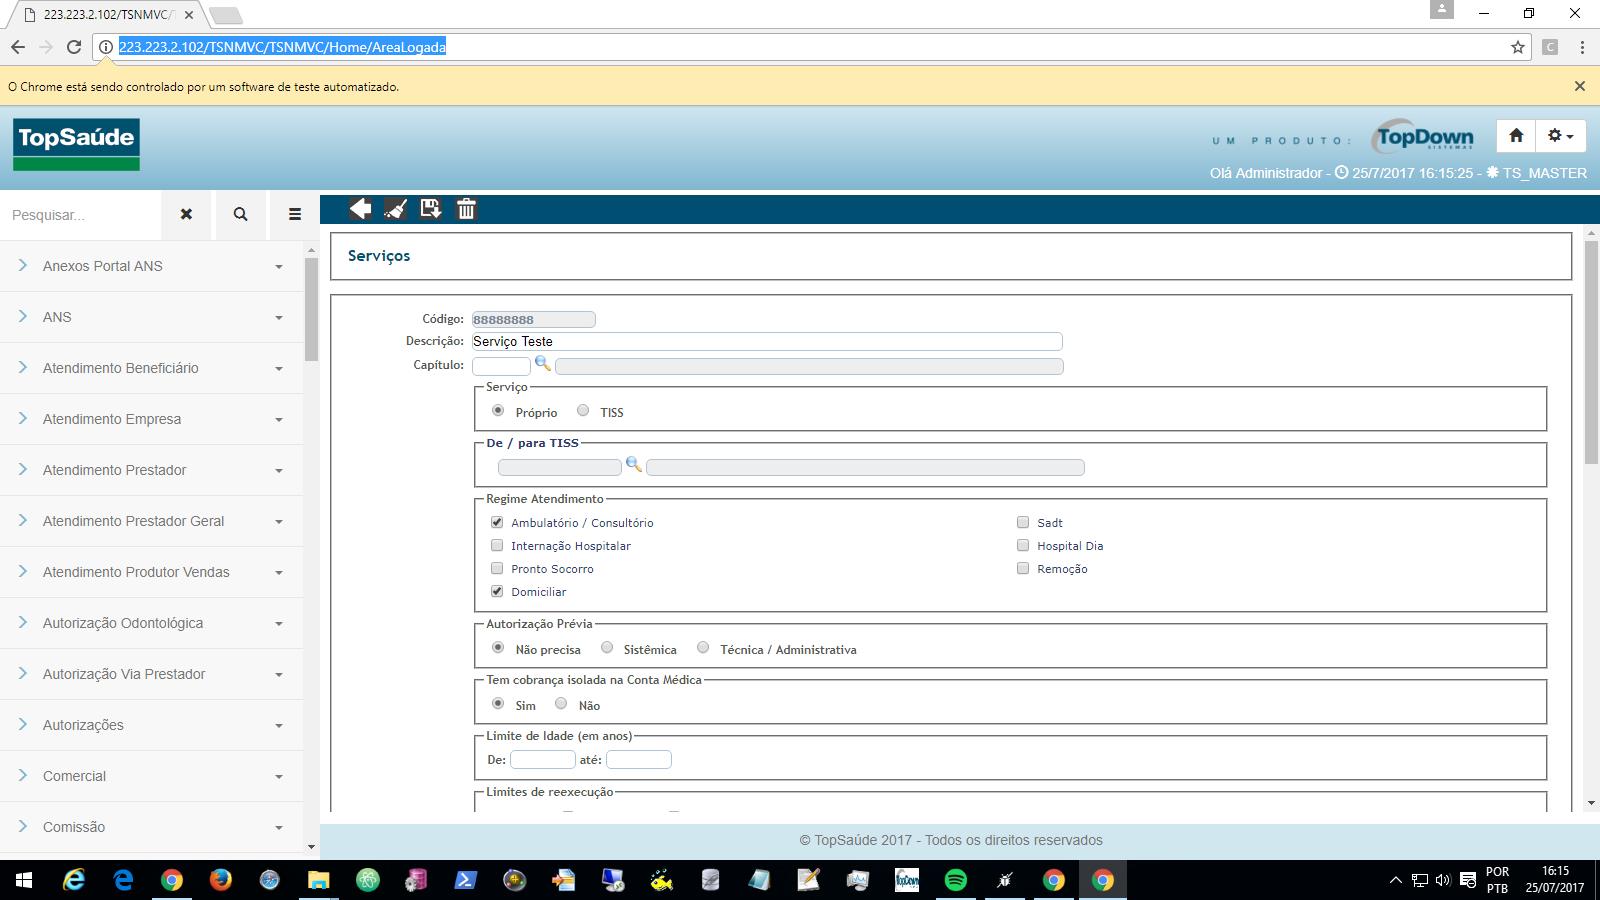 223.223.2.102/TSNMVC/
223.223.2.102/TSNMVC/TSNMVC/Home/AreaLogada
O Chrome está sendo controlado por um software de teste automatizado.
TopSaúde
UM PRODUTO:
TopDown
SISTEMAS
Olá Administrador - 25/7/2017 16:15:25 - TS_MASTER
Pesquisar...
Anexos Portal ANS
ANS
Atendimento Beneficiário
Atendimento Empresa
Atendimento Prestador
Atendimento Prestador Geral
Atendimento Produtor Vendas
Autorização Odontológica
Autorização Via Prestador
Autorizações
Comercial
Comissão
Serviços
Código: 88888888
Descrição: Serviço Teste
Capítulo:
Serviço
Próprio TISS
De / para TISS
Regime Atendimento
Ambulatório / Consultório Sadt
Internação Hospitalar Hospital Dia
Pronto Socorro Remoção
Domiciliar
Autorização Prévia
Não precisa Sistêmica Técnica / Administrativa
Tem cobrança isolada na Conta Médica
Sim Não
Limite de Idade (em anos)
De: até:
Limites de reexecução
© TopSaúde 2017 - Todos os direitos reservados
TopDown
POR
PTB
16:15
25/07/2017